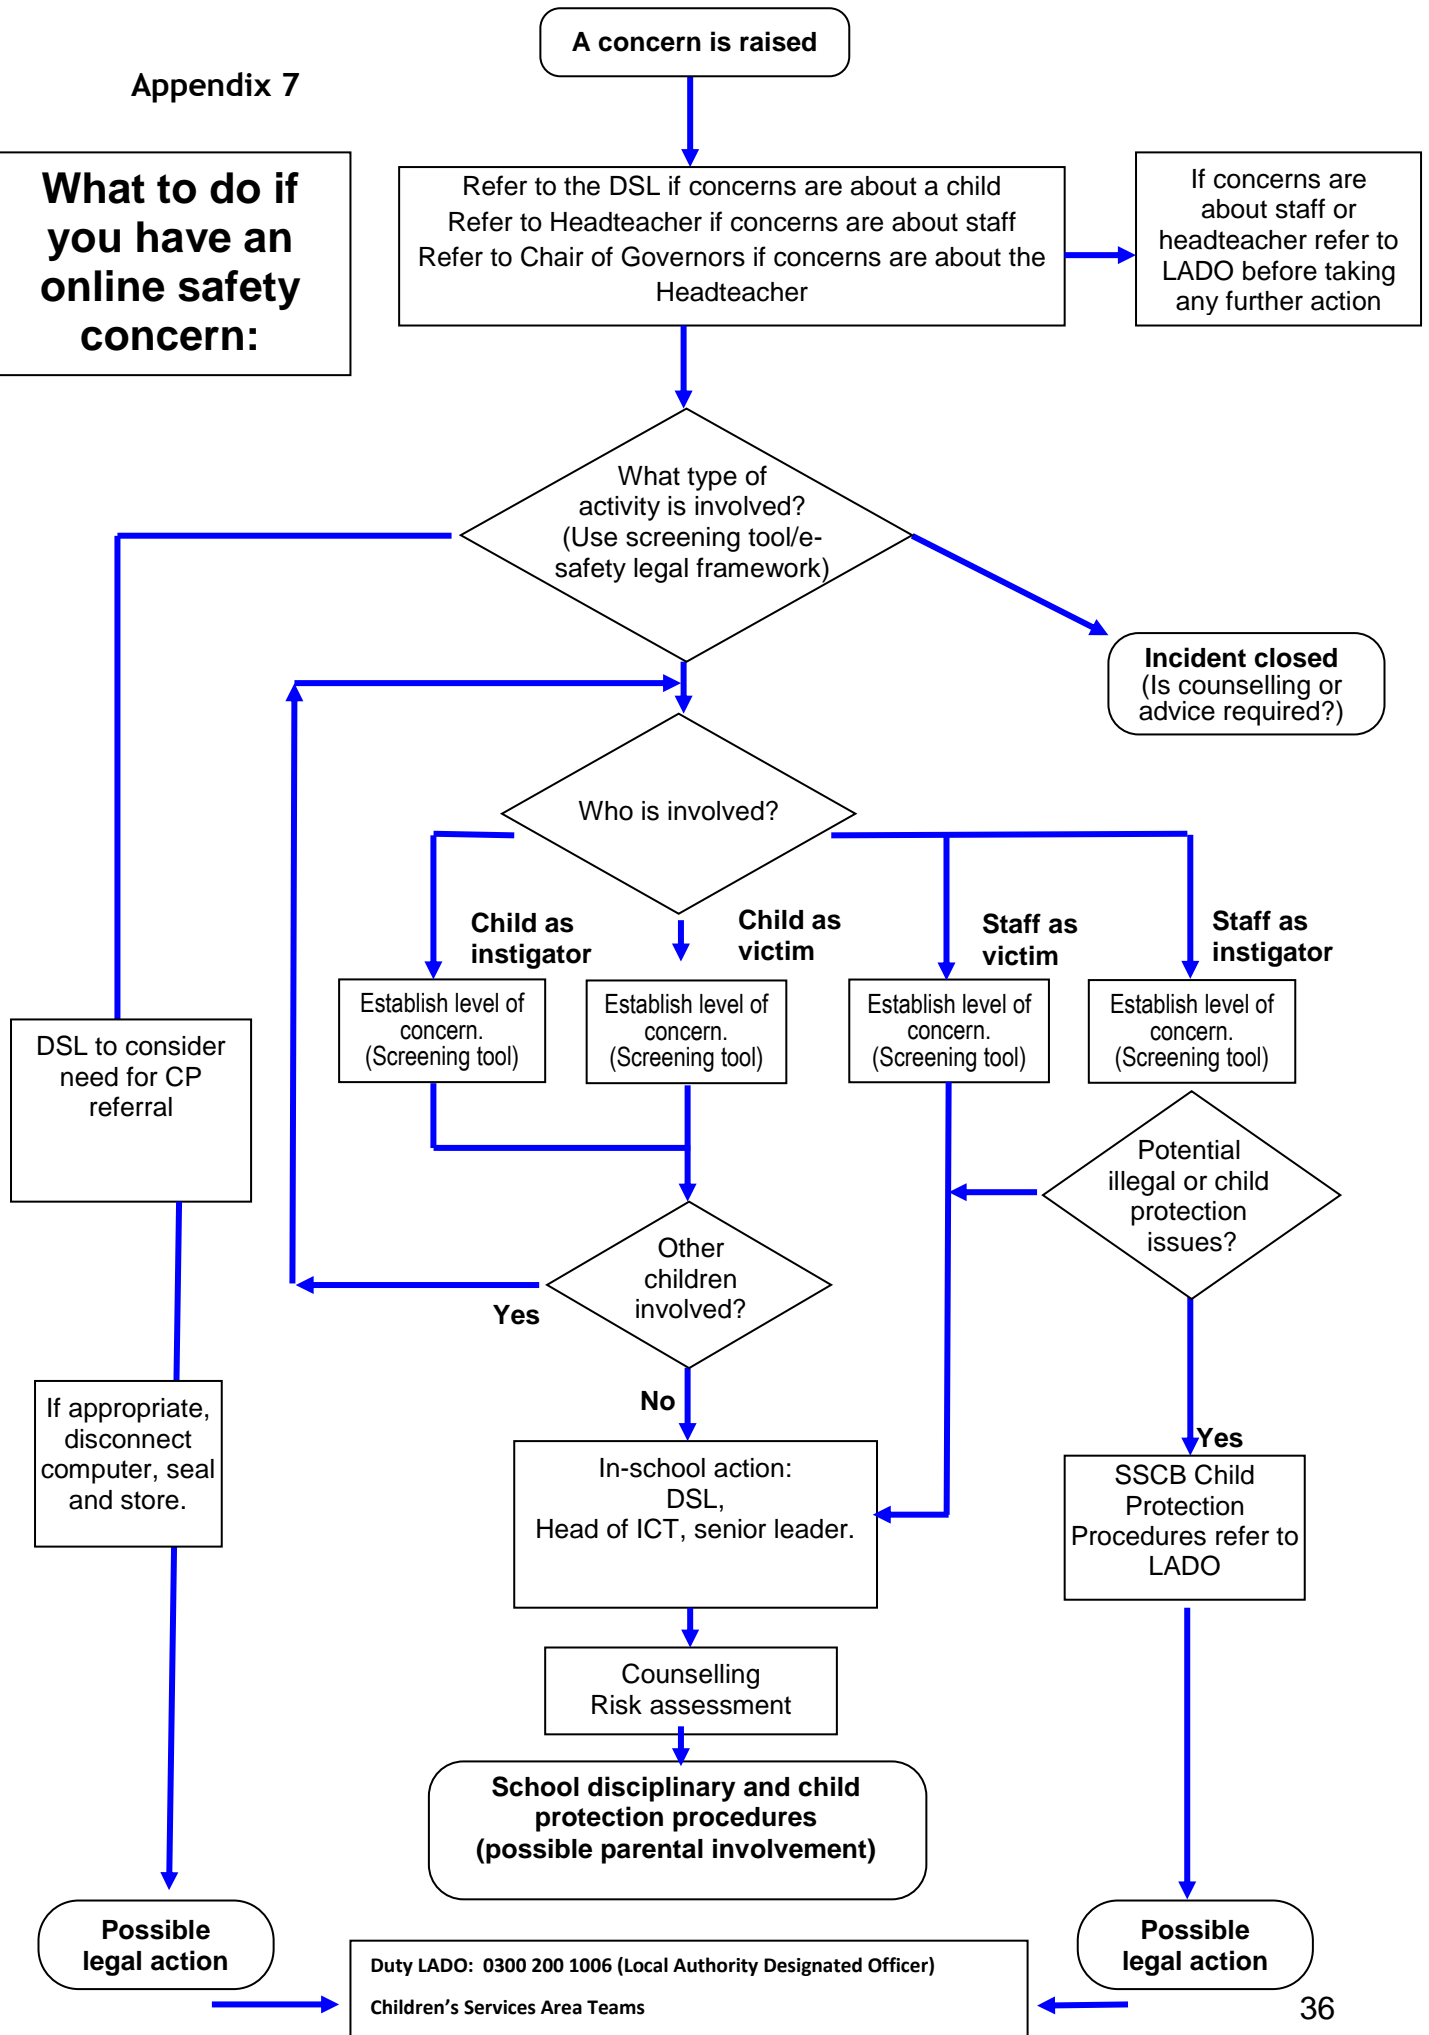 A concern is raised
Appendix 7
What to do if
you have an
online safety
concern:
Refer to the DSL if concerns are about a child
Refer to Headteacher if concerns are about staff
Refer to Chair of Governors if concerns are about the
Headteacher
If concerns are
about staff or
headteacher refer to
LADO before taking
any further action
What type of
activity is involved?
(Use screening tool/e-
safety legal framework)
Incident closed
(Is counselling or
advice required?)
Who is involved?
Child as
instigator
Child as
victim
Staff as
victim
Staff as
instigator
Establish level of
concern.
(Screening tool)
Establish level of
concern.
(Screening tool)
Establish level of
concern.
(Screening tool)
Establish level of
concern.
(Screening tool)
DSL to consider
need for CP
referral
Potential
illegal or child
protection
issues?
Other
children
involved?
Yes
No
If appropriate,
disconnect
computer, seal
and store.
In-school action:
DSL,
Head of ICT, senior leader.
Yes
SSCB Child
Protection
Procedures refer to
LADO
Counselling
Risk assessment
School disciplinary and child
protection procedures
(possible parental involvement)
Possible
legal action
Possible
legal action
Duty LADO: 0300 200 1006 (Local Authority Designated Officer)
Children's Services Area Teams
36